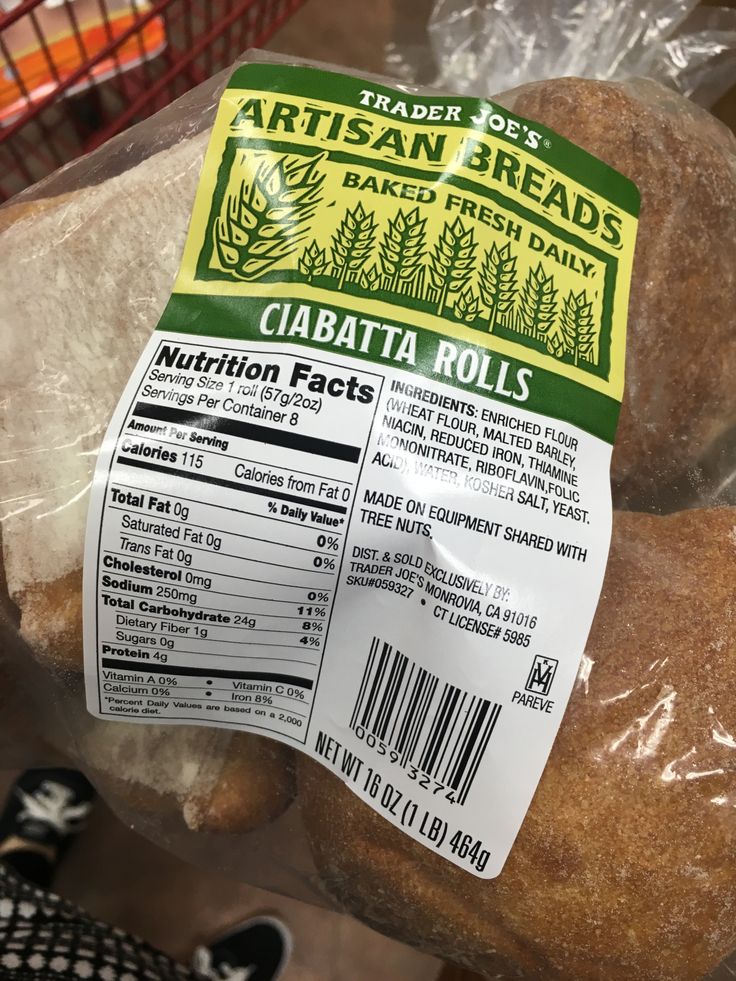 TRADER JOE'S®
ARTISAN BREADS
BAKED FRESH DAILY
CIABATTA ROLLS
Nutrition Facts
Serving Size 1 roll (57g/2oz)
Servings Per Container 8
Amount Per Serving
Calories 115 Calories from Fat 0
% Daily Value*
Total Fat 0g 0%
Saturated Fat 0g 0%
Trans Fat 0g
Cholesterol 0mg 0%
Sodium 250mg 11%
Total Carbohydrate 24g 8%
Dietary Fiber 1g 4%
Sugars 0g
Protein 4g
Vitamin A 0% • Vitamin C 0%
Calcium 0% • Iron 8%
*Percent Daily Values are based on a 2,000
calorie diet.
INGREDIENTS: ENRICHED FLOUR
(WHEAT FLOUR, MALTED BARLEY,
NIACIN, REDUCED IRON, THIAMINE
MONONITRATE, RIBOFLAVIN,FOLIC
ACID), WATER, KOSHER SALT, YEAST.
MADE ON EQUIPMENT SHARED WITH
TREE NUTS.
DIST. & SOLD EXCLUSIVELY BY:
TRADER JOE'S MONROVIA, CA 91016
SKU#059327 • CT LICENSE# 5985
K
PAREVE
0059 3274
NET WT 16 OZ (1 LB) 464g